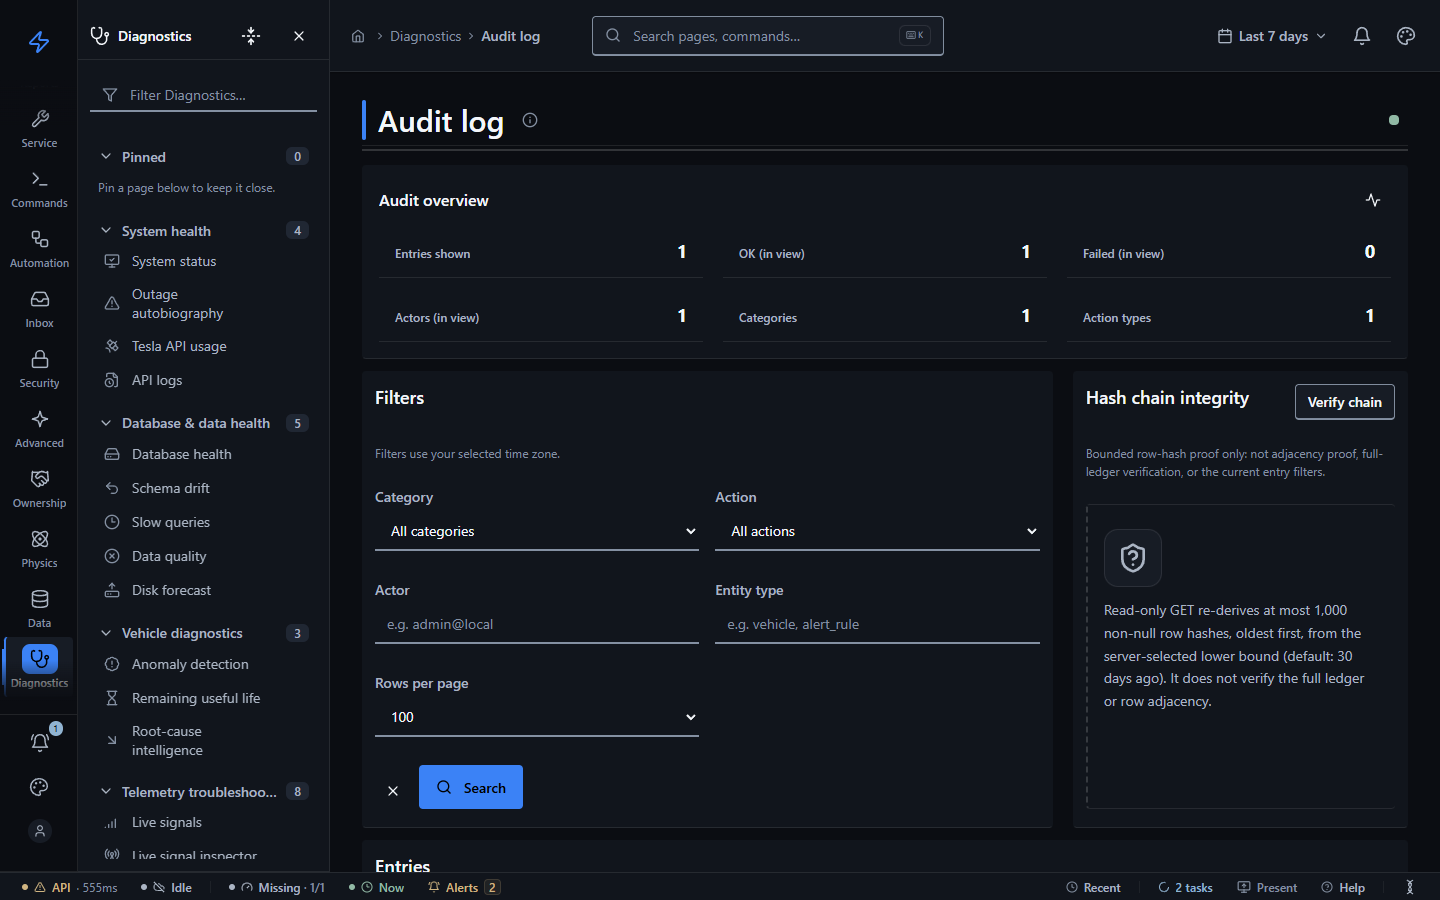 Service
Commands
Automation
Inbox
Security
Advanced
Ownership
Physics
Data
Diagnostics
1
Diagnostics
Filter Diagnostics...
Pinned 0
Pin a page below to keep it close.
System health 4
System status
Outage
autobiography
Tesla API usage
API logs
Database & data health 5
Database health
Schema drift
Slow queries
Data quality
Disk forecast
Vehicle diagnostics 3
Anomaly detection
Remaining useful life
Root-cause
intelligence
Telemetry troubleshoo... 8
Live signals
Live signal inspector
Diagnostics Audit log
Search pages, commands... K
Last 7 days
Audit log
Audit overview
Entries shown 1
OK (in view) 1
Failed (in view) 0
Actors (in view) 1
Categories 1
Action types 1
Filters
Filters use your selected time zone.
Category
All categories
Action
All actions
Actor
e.g. admin@local
Entity type
e.g. vehicle, alert_rule
Rows per page
100
Search
Hash chain integrity
Verify chain
Bounded row-hash proof only: not adjacency proof, full-
ledger verification, or the current entry filters.
Read-only GET re-derives at most 1,000
non-null row hashes, oldest first, from the
server-selected lower bound (default: 30
days ago). It does not verify the full ledger
or row adjacency.
Entries
API · 555ms
Idle
Missing · 1/1
Now
Alerts 2
Recent
2 tasks
Present
Help